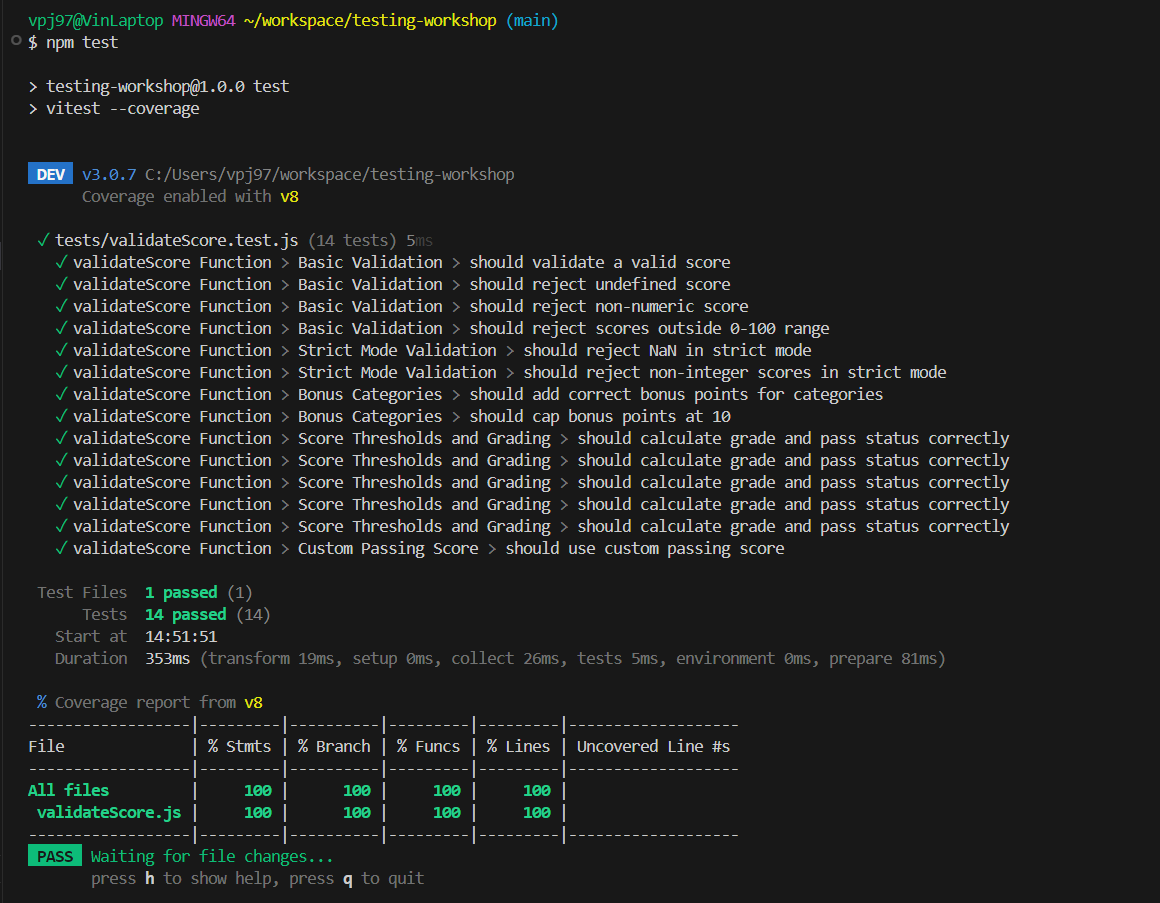 vpj97@VinLaptop MINGW64 ~/workspace/testing-workshop (main)
$ npm test
> testing-workshop@1.0.0 test
> vitest --coverage
DEV v3.0.7 C:/Users/vpj97/workspace/testing-workshop
Coverage enabled with v8
✓ tests/validateScore.test.js (14 tests) 5ms
✓ validateScore Function > Basic Validation > should validate a valid score
✓ validateScore Function > Basic Validation > should reject undefined score
✓ validateScore Function > Basic Validation > should reject non-numeric score
✓ validateScore Function > Basic Validation > should reject scores outside 0-100 range
✓ validateScore Function > Strict Mode Validation > should reject NaN in strict mode
✓ validateScore Function > Strict Mode Validation > should reject non-integer scores in strict mode
✓ validateScore Function > Bonus Categories > should add correct bonus points for categories
✓ validateScore Function > Bonus Categories > should cap bonus points at 10
✓ validateScore Function > Score Thresholds and Grading > should calculate grade and pass status correctly
✓ validateScore Function > Score Thresholds and Grading > should calculate grade and pass status correctly
✓ validateScore Function > Score Thresholds and Grading > should calculate grade and pass status correctly
✓ validateScore Function > Score Thresholds and Grading > should calculate grade and pass status correctly
✓ validateScore Function > Score Thresholds and Grading > should calculate grade and pass status correctly
✓ validateScore Function > Custom Passing Score > should use custom passing score
Test Files 1 passed (1)
Tests 14 passed (14)
Start at 14:51:51
Duration 353ms (transform 19ms, setup 0ms, collect 26ms, tests 5ms, environment 0ms, prepare 81ms)
% Coverage report from v8
------------------|---------|----------|---------|---------|-------------------
File              | % Stmts | % Branch | % Funcs | % Lines | Uncovered Line #s
------------------|---------|----------|---------|---------|-------------------
All files         |     100 |      100 |     100 |     100 |
 validateScore.js |     100 |      100 |     100 |     100 |
------------------|---------|----------|---------|---------|-------------------
PASS Waiting for file changes...
press h to show help, press q to quit